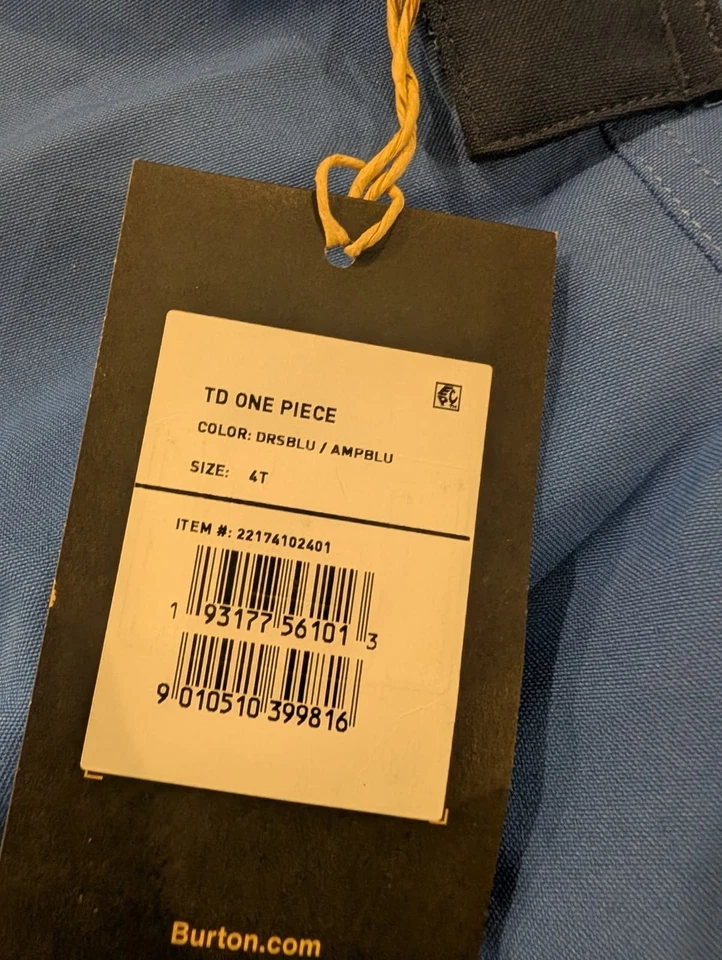 TD ONE PIECE
COLOR: DRSBLU / AMPBLU
SIZE: 4T
ITEM #: 22174102401
1 93177 56101 3
9 010510 399816
Burton.com